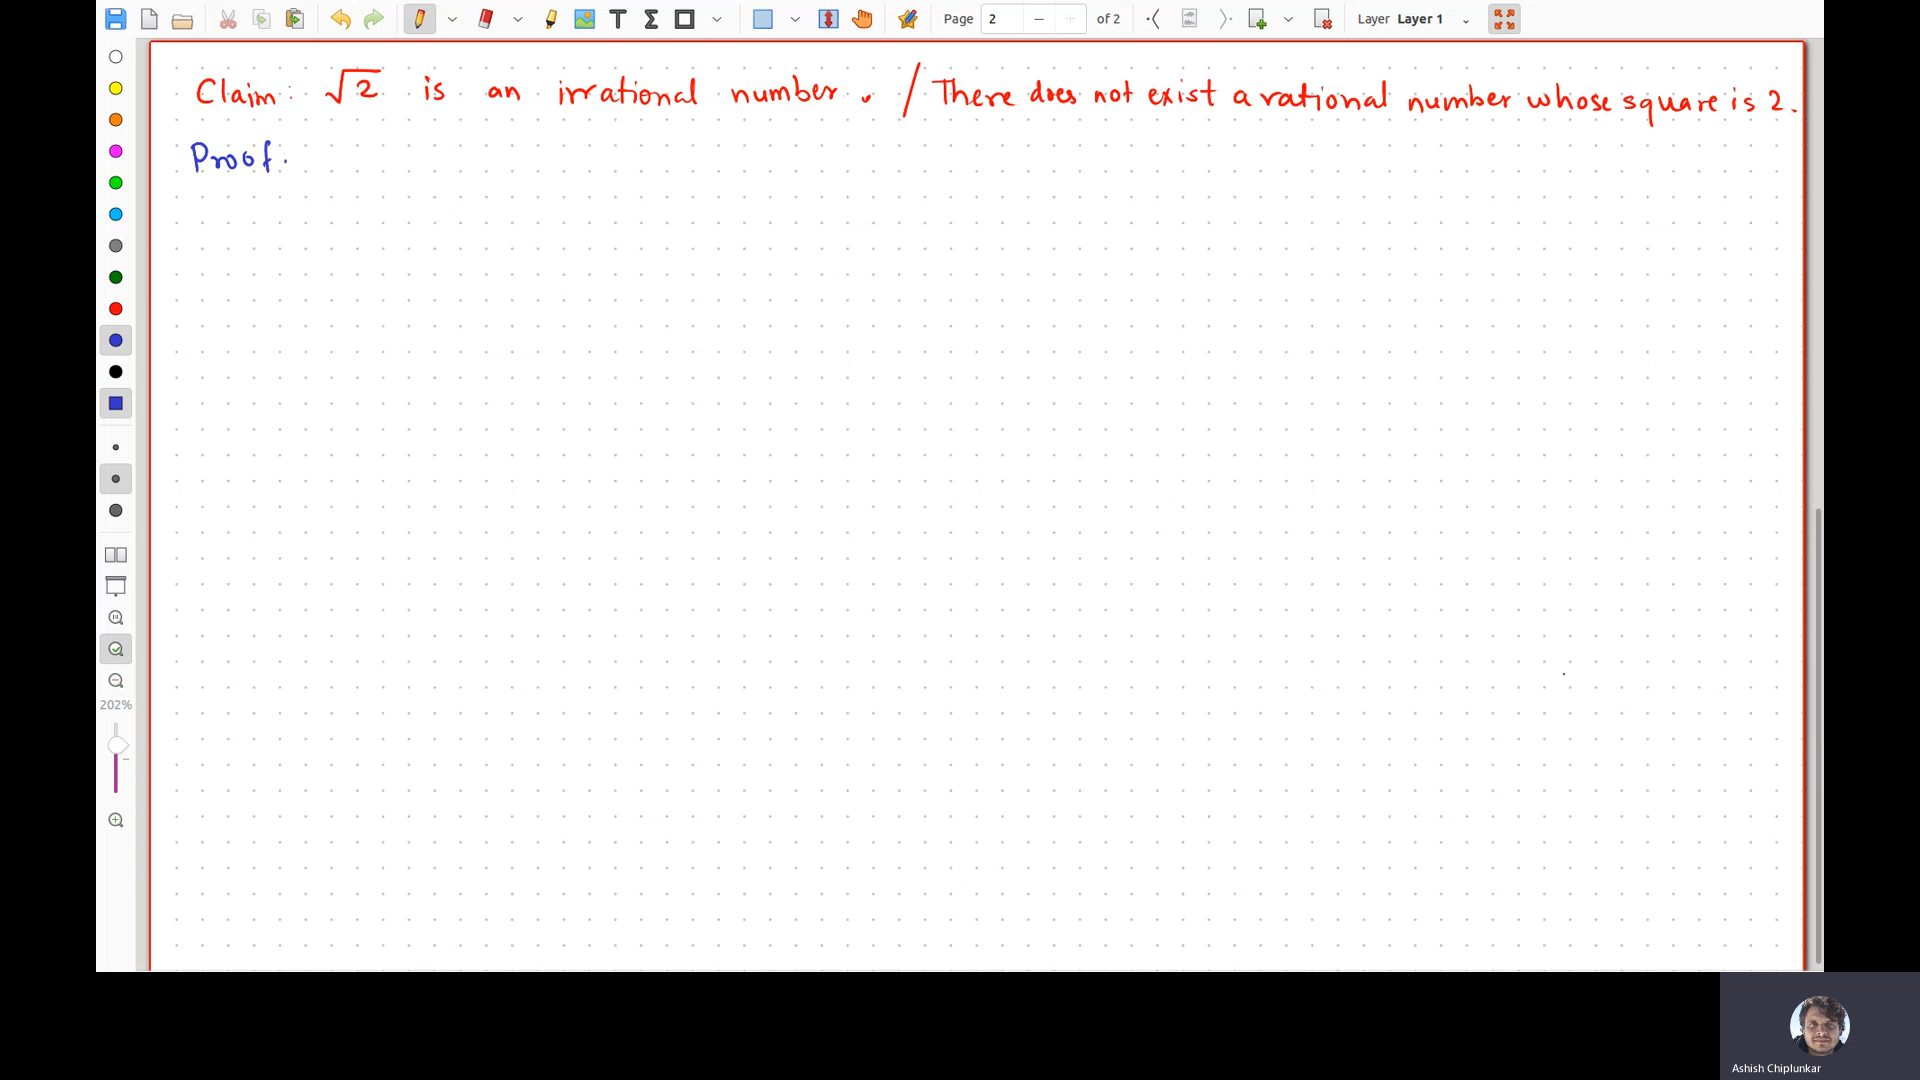 Page 2 of 2 Layer Layer 1
Claim: √2 is an irrational number. / There does not exist a rational number whose square is 2.
Proof.
202%
Ashish Chiplunkar